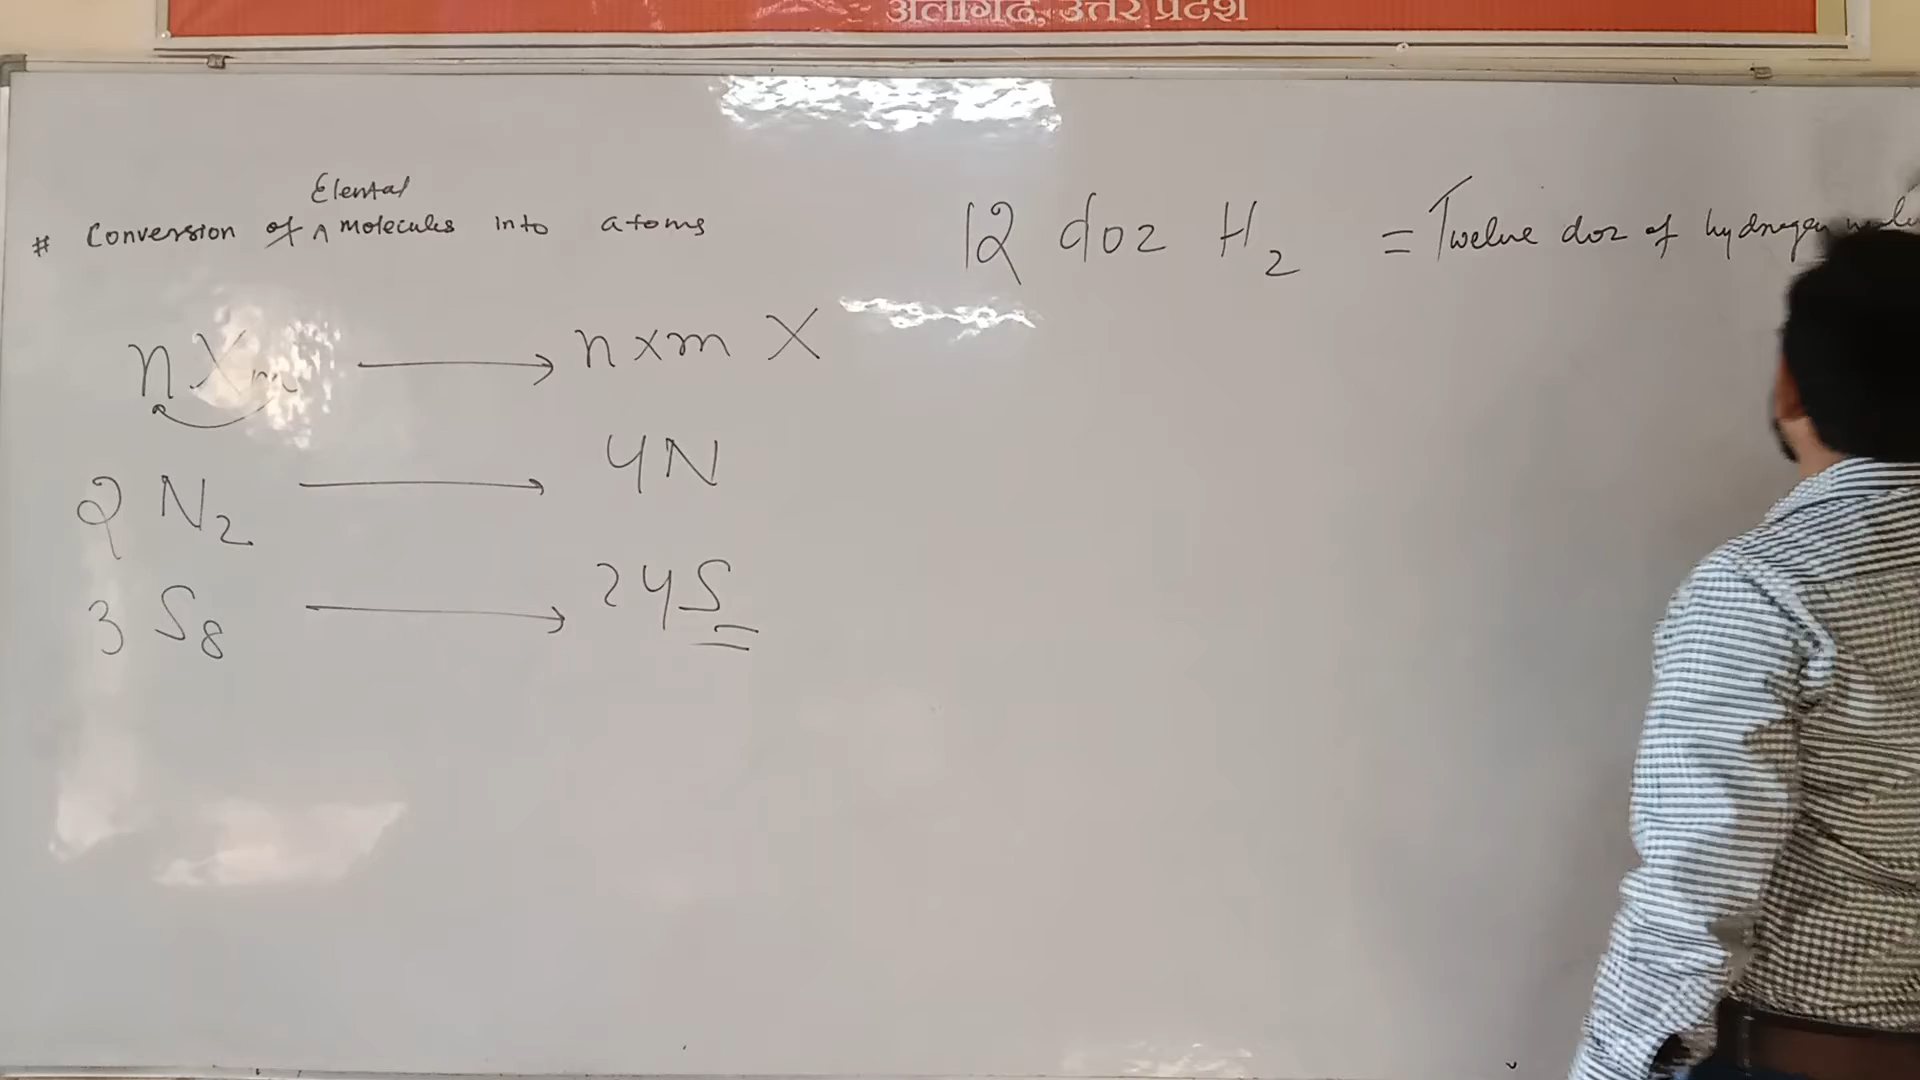 अलीगढ़, उत्तर प्रदेश
Elental
# Conversion of ∧ molecules into atoms
nXm ⟶ n×m X
2 N₂ ⟶ 4N
3 S₈ ⟶ 24S
12 doz H₂ = Twelve doz of hydrogen